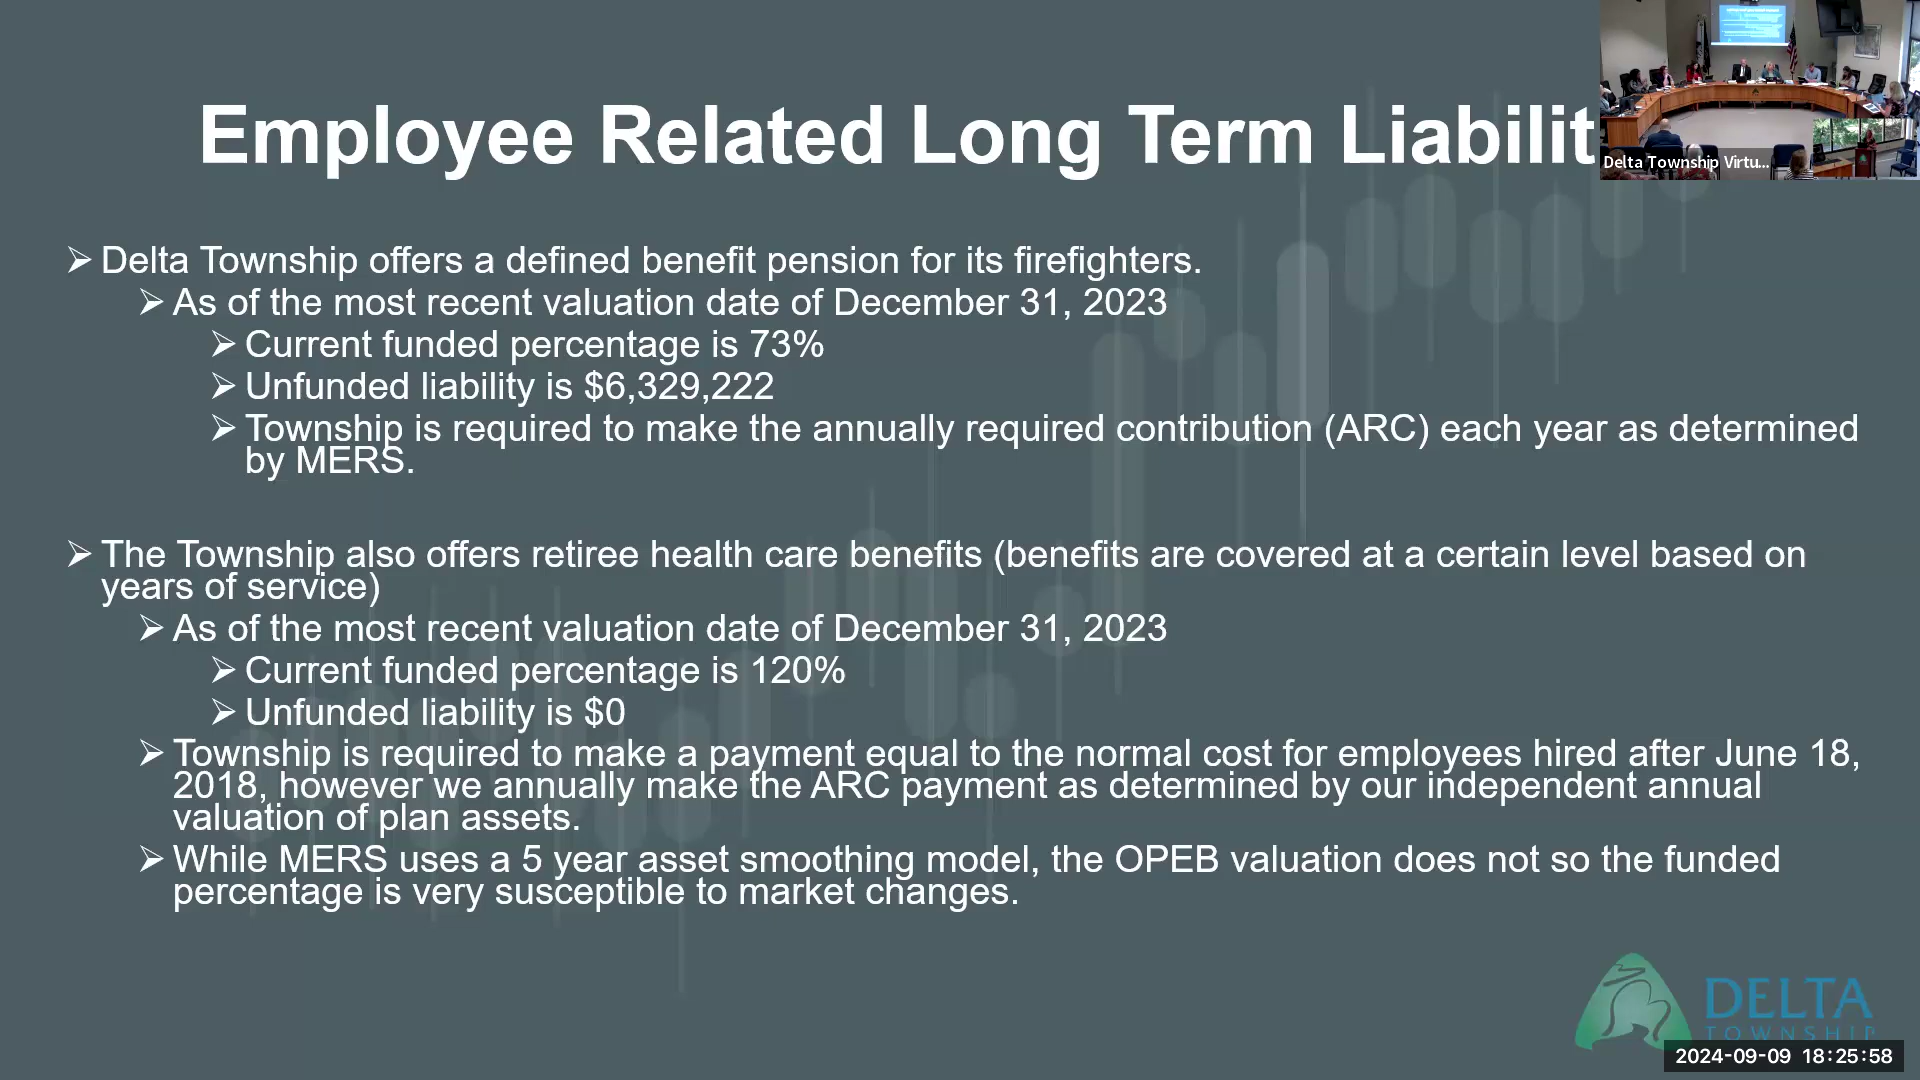 Employee Related Long Term Liabilit
Delta Township Virtu...
➢ Delta Township offers a defined benefit pension for its firefighters.
➢ As of the most recent valuation date of December 31, 2023
➢ Current funded percentage is 73%
➢ Unfunded liability is $6,329,222
➢ Township is required to make the annually required contribution (ARC) each year as determined
by MERS.
➢ The Township also offers retiree health care benefits (benefits are covered at a certain level based on
years of service)
➢ As of the most recent valuation date of December 31, 2023
➢ Current funded percentage is 120%
➢ Unfunded liability is $0
➢ Township is required to make a payment equal to the normal cost for employees hired after June 18,
2018, however we annually make the ARC payment as determined by our independent annual
valuation of plan assets.
➢ While MERS uses a 5 year asset smoothing model, the OPEB valuation does not so the funded
percentage is very susceptible to market changes.
DELTA
TOWNSHIP
2024-09-09 18:25:58